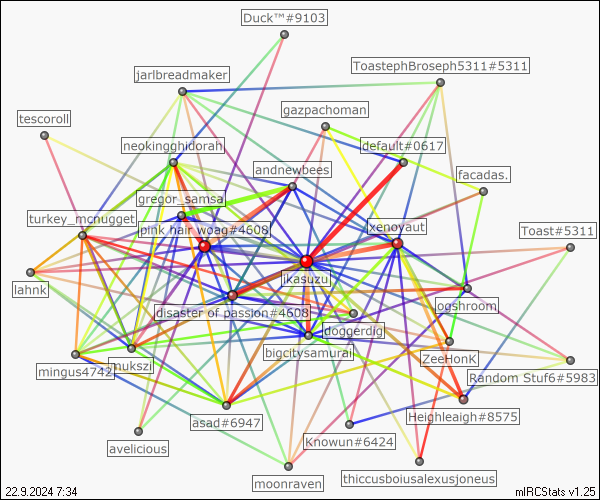 Duck™#9103
ToastephBroseph5311#5311
jarlbreadmaker
gazpachoman
tescoroll
neokingghidorah
default#0617
andnewbees
facadas.
gregor_samsa
turkey_mcnugget
pink hair woag#4608
xenoyaut
Toast#5311
jkasuzu
lahnk
ogshroom
disaster of passion#4608
doggerdig
bigcitysamurai
ZeeHonK
mingus4742
mukszi
Random Stuf6#5983
asad#6947
Heighleaigh#8575
avelicious
Knowun#6424
moonraven
thiccusboiusalexusjoneus
22.9.2024 7:34
mIRCStats v1.25